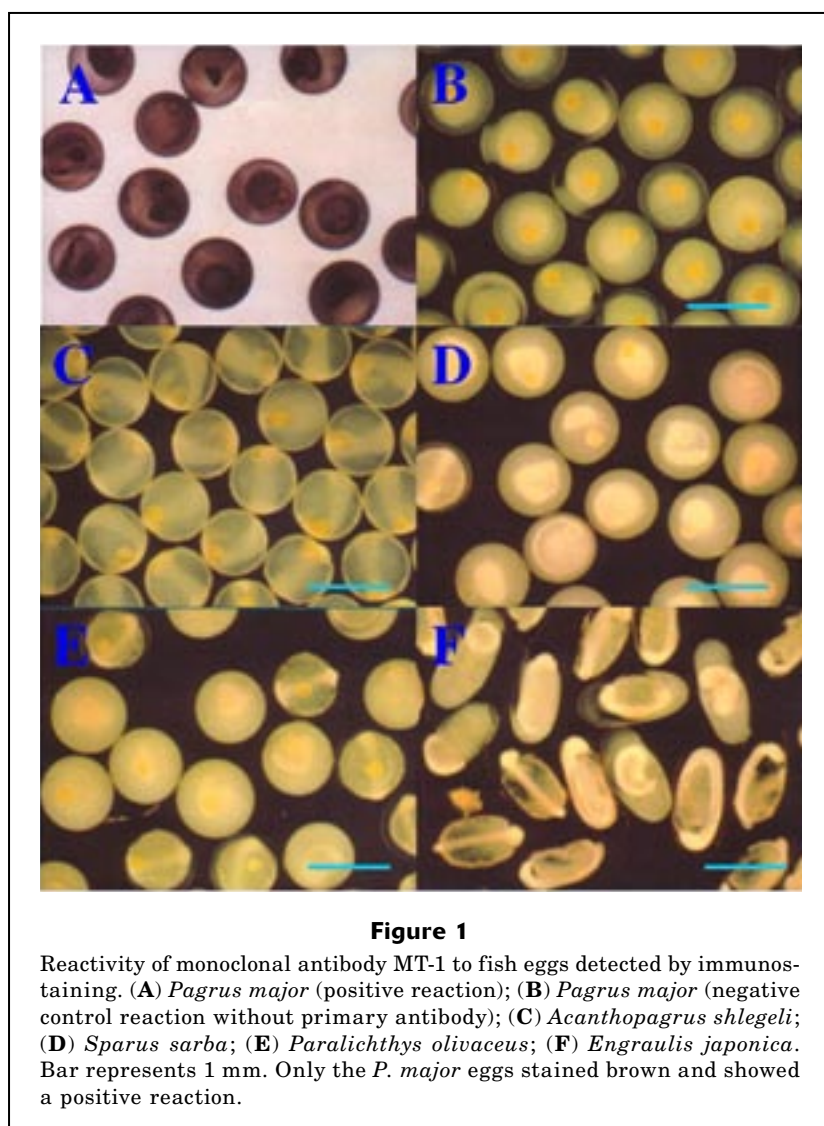 A
B
C
D
E
F
Figure 1
Reactivity of monoclonal antibody MT-1 to fish eggs detected by immunos-
taining. (A) Pagrus major (positive reaction); (B) Pagrus major (negative
control reaction without primary antibody); (C) Acanthopagrus shlegeli;
(D) Sparus sarba; (E) Paralichthys olivaceus; (F) Engraulis japonica.
Bar represents 1 mm. Only the P. major eggs stained brown and showed
a positive reaction.